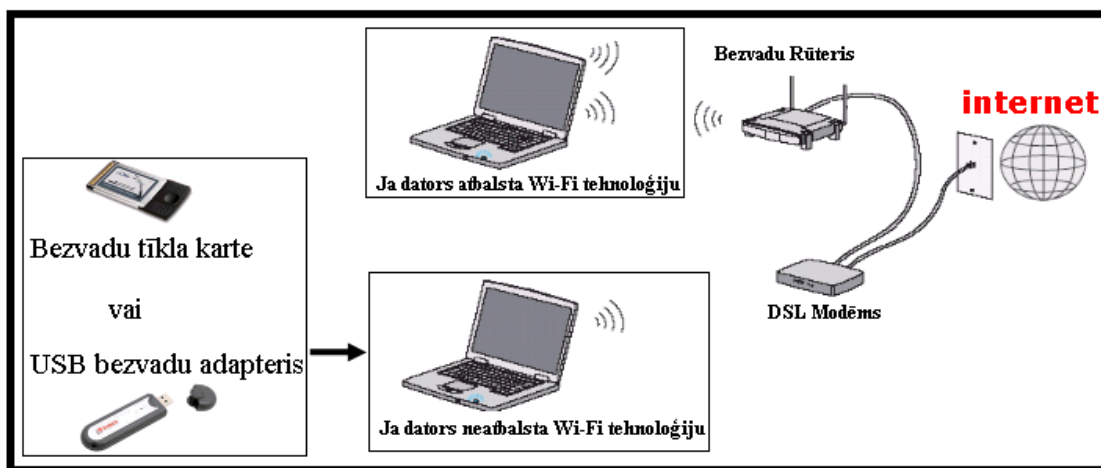 Bezvadu Rūteris
internet
Ja dators atbalsta Wi-Fi tehnoloģiju
Bezvadu tīkla karte
vai
USB bezvadu adapteris
DSL Modēms
Ja dators neatbalsta Wi-Fi tehnoloģiju